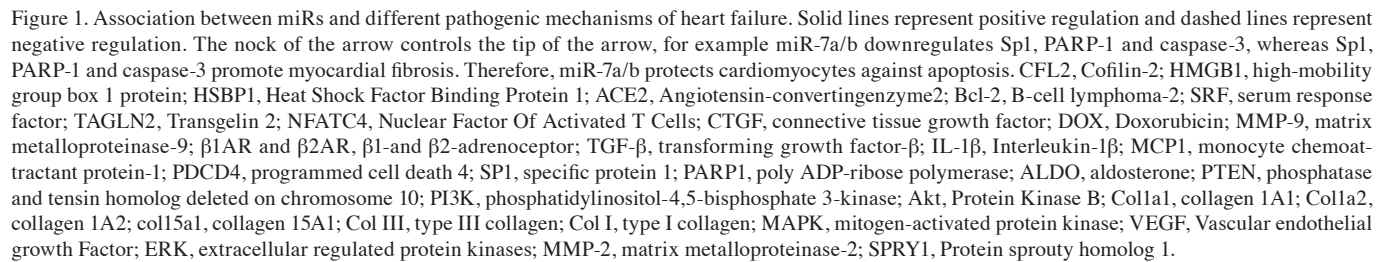 Figure 1. Association between miRs and different pathogenic mechanisms of heart failure. Solid lines represent positive regulation and dashed lines represent
negative regulation. The nock of the arrow controls the tip of the arrow, for example miR-7a/b downregulates Sp1, PARP-1 and caspase-3, whereas Sp1,
PARP-1 and caspase-3 promote myocardial fibrosis. Therefore, miR-7a/b protects cardiomyocytes against apoptosis. CFL2, Cofilin-2; HMGB1, high-mobility
group box 1 protein; HSBP1, Heat Shock Factor Binding Protein 1; ACE2, Angiotensin-convertingenzyme2; Bcl-2, B-cell lymphoma-2; SRF, serum response
factor; TAGLN2, Transgelin 2; NFATC4, Nuclear Factor Of Activated T Cells; CTGF, connective tissue growth factor; DOX, Doxorubicin; MMP-9, matrix
metalloproteinase-9; β1AR and β2AR, β1-and β2-adrenoceptor; TGF-β, transforming growth factor-β; IL-1β, Interleukin-1β; MCP1, monocyte chemoat-
tractant protein-1; PDCD4, programmed cell death 4; SP1, specific protein 1; PARP1, poly ADP-ribose polymerase; ALDO, aldosterone; PTEN, phosphatase
and tensin homolog deleted on chromosome 10; PI3K, phosphatidylinositol-4,5-bisphosphate 3-kinase; Akt, Protein Kinase B; Col1a1, collagen 1A1; Col1a2,
collagen 1A2; col15a1, collagen 15A1; Col III, type III collagen; Col I, type I collagen; MAPK, mitogen-activated protein kinase; VEGF, Vascular endothelial
growth Factor; ERK, extracellular regulated protein kinases; MMP-2, matrix metalloproteinase-2; SPRY1, Protein sprouty homolog 1.